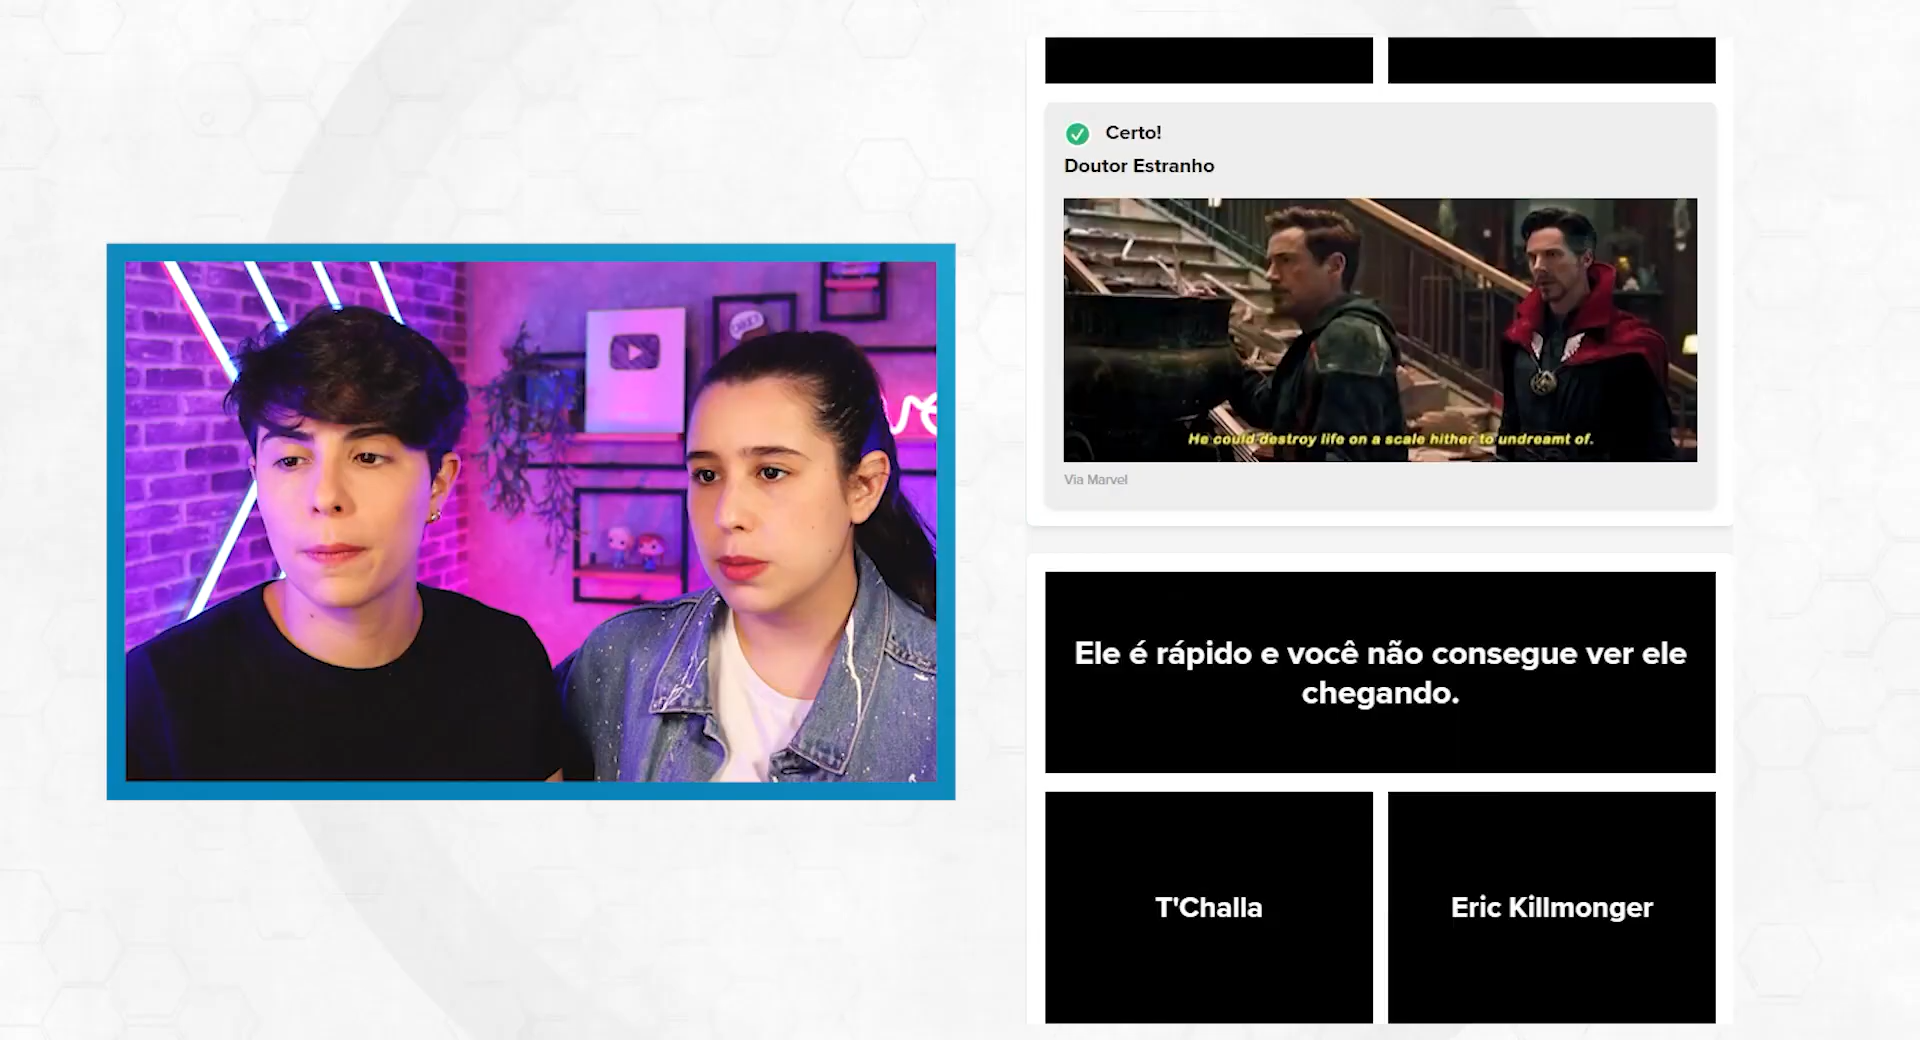 Certo!
Doutor Estranho
He could destroy life on a scale hither to undreamt of.
Via Marvel
Ele é rápido e você não consegue ver ele
chegando.
T'Challa
Eric Killmonger